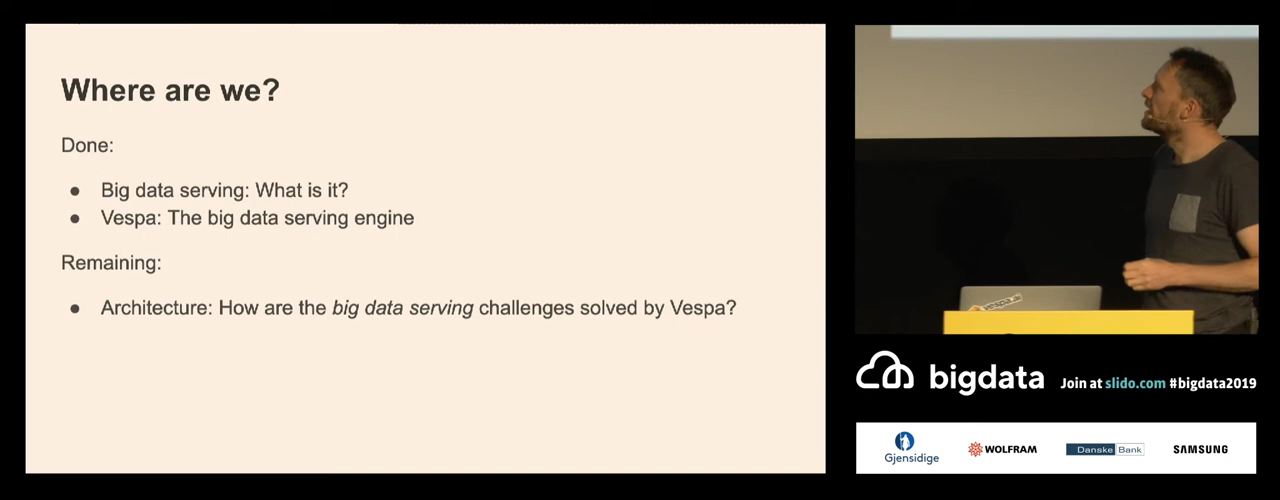 Where are we?
Done:
● Big data serving: What is it?
● Vespa: The big data serving engine
Remaining:
● Architecture: How are the big data serving challenges solved by Vespa?
vespa.ai
bigdata
Join at slido.com #bigdata2019
Gjensidige
WOLFRAM
Danske Bank
SAMSUNG